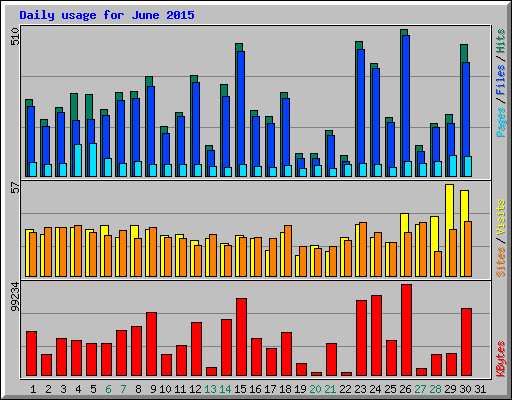 Daily usage for June 2015
510
Pages / Files / Hits
57
Sites / Visits
99234
KBytes
1 2 3 4 5 6 7 8 9 10 11 12 13 14 15 16 17 18 19 20 21 22 23 24 25 26 27 28 29 30 31